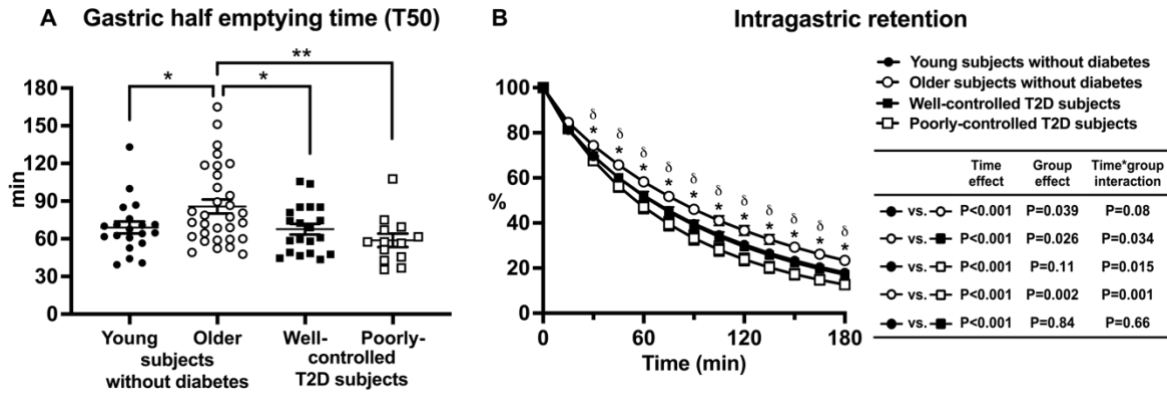 A Gastric half emptying time (T50)
** 
* *
180
150
120
90
60
30
0
min
Young Older Well- Poorly-
subjects controlled
without diabetes T2D subjects
B Intragastric retention
Young subjects without diabetes
Older subjects without diabetes
Well-controlled T2D subjects
Poorly-controlled T2D subjects
100
80
60
40
20
0
%
δ δ δ δ δ δ δ δ δ δ δ
* * * * * * * * * * *
0 60 120 180
Time (min)
Time Group Time*group
effect effect interaction
vs. P<0.001 P=0.039 P=0.08
vs. P<0.001 P=0.026 P=0.034
vs. P<0.001 P=0.11 P=0.015
vs. P<0.001 P=0.002 P=0.001
vs. P<0.001 P=0.84 P=0.66